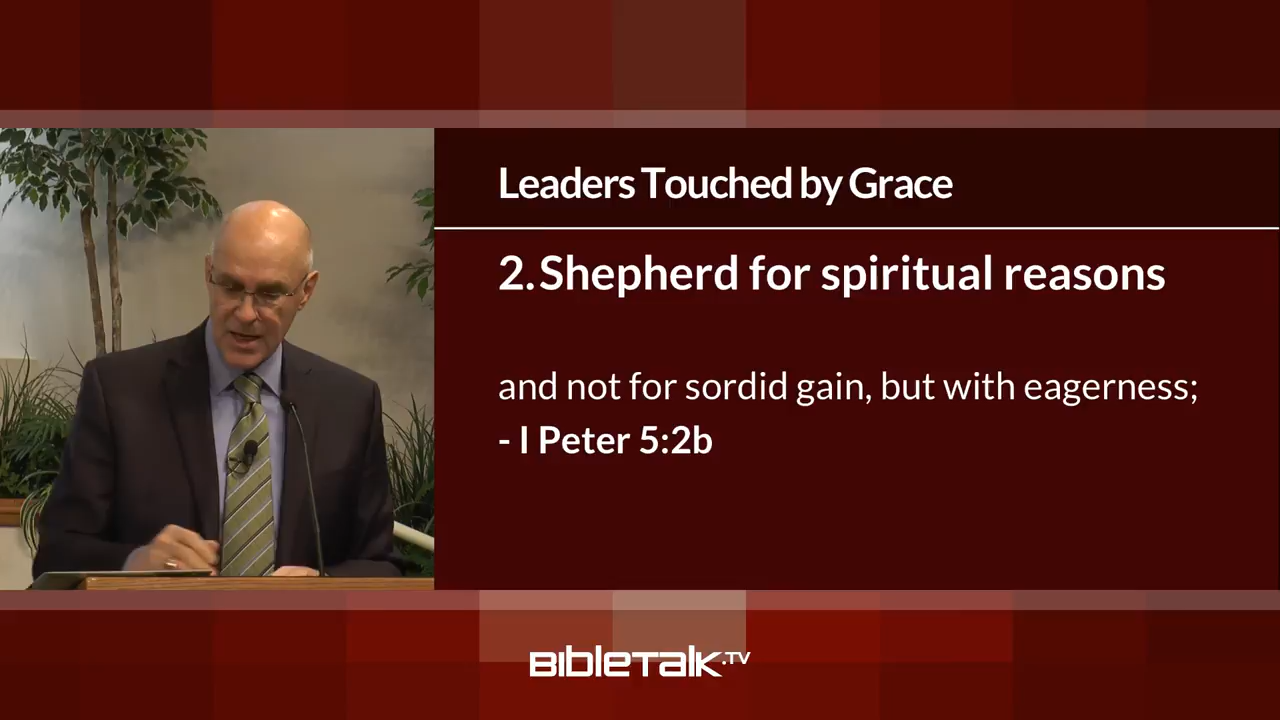 Leaders Touched by Grace
2. Shepherd for spiritual reasons
and not for sordid gain, but with eagerness;
- I Peter 5:2b
BIBLETALK.TV